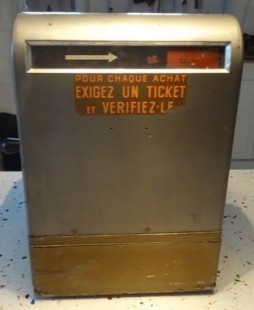 POUR CHAQUE ACHAT
EXIGEZ UN TICKET
ET VERIFIEZ-LE